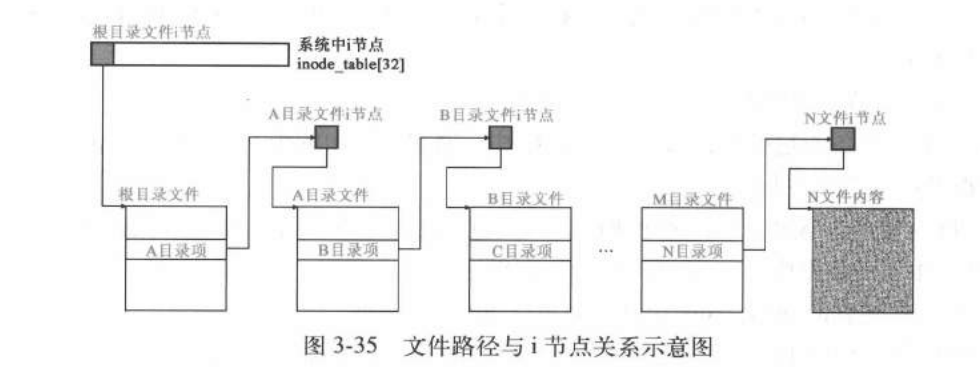 根目录文件i节点
系统中i节点
inode_table[32]
A目录文件i节点
B目录文件i节点
N文件i节点
根目录文件
A目录文件
B目录文件
M目录文件
N文件内容
A目录项
B目录项
C目录项
...
N目录项
图 3-35 文件路径与 i 节点关系示意图